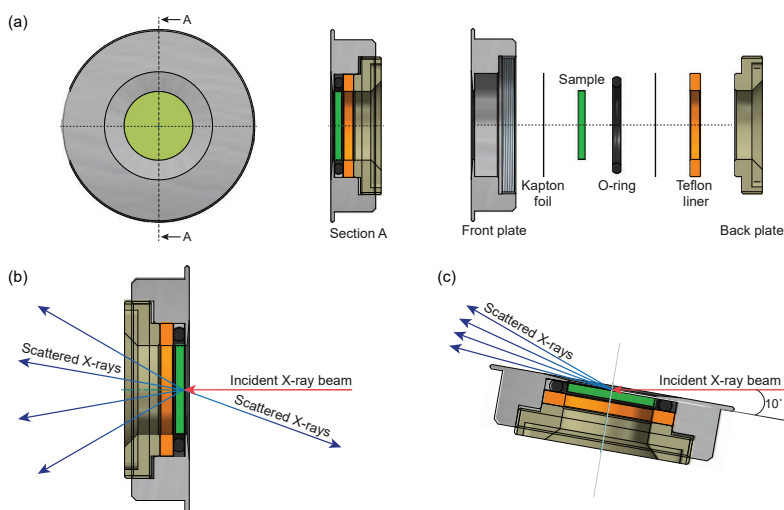 (a)
A
A
Section A
Sample
Kapton
foil
O-ring
Teflon
liner
Front plate
Back plate
(b)
Scattered X-rays
Incident X-ray beam
Scattered X-rays
(c)
Scattered X-rays
Incident X-ray beam
10°